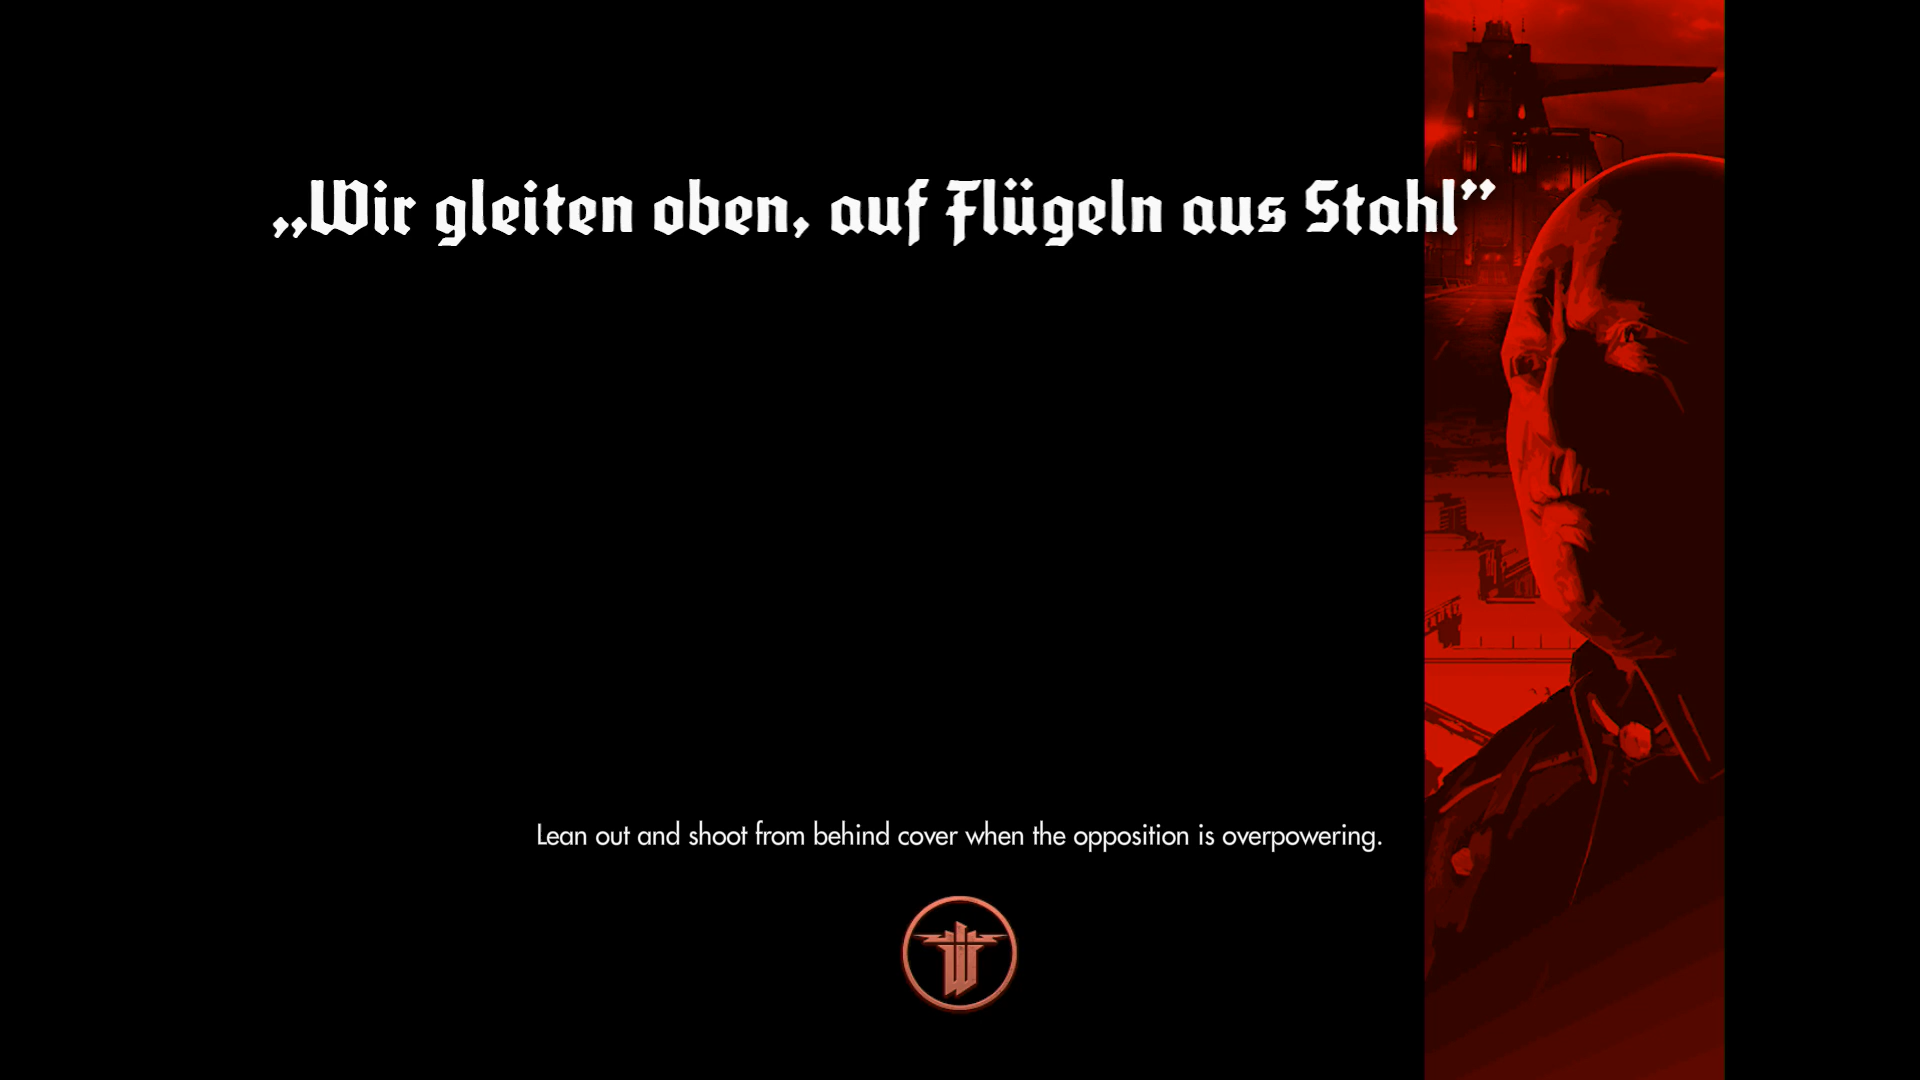 „Wir gleiten oben, auf Flügeln aus Stahl”
Lean out and shoot from behind cover when the opposition is overpowering.